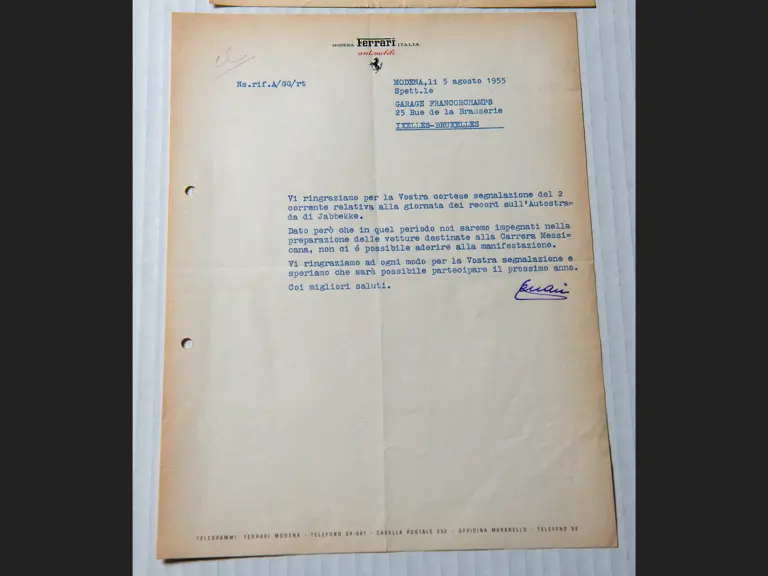 MODENA Ferrari ITALIA
automobili
Ns.rif.A/GG/rt
MODENA,li 5 agosto 1955
Spett.le
GARAGE FRANCORCHAMPS
25 Rue de la Brasserie
IXELLES-BRUXELLES
Vi ringraziamo per la Vostra cortese segnalazione del 2
corrente relativa alla giornata dei record sull'Autostra-
da di Jabbekke.
Dato però che in quel periodo noi saremo impegnati nella
preparazione delle vetture destinate alla Carrera Messi-
cana, non ci é possibile aderire alla manifestazione.
Vi ringraziamo ad ogni modo per la Vostra segnalazione e
speriamo che sarà possibile partecipare il prossimo anno.
Coi migliori saluti.
TELEGRAMMI: FERRARI MODENA - TELEFONO - CASELLA POSTALE - OFFICINA MARANELLO - TELEFONO